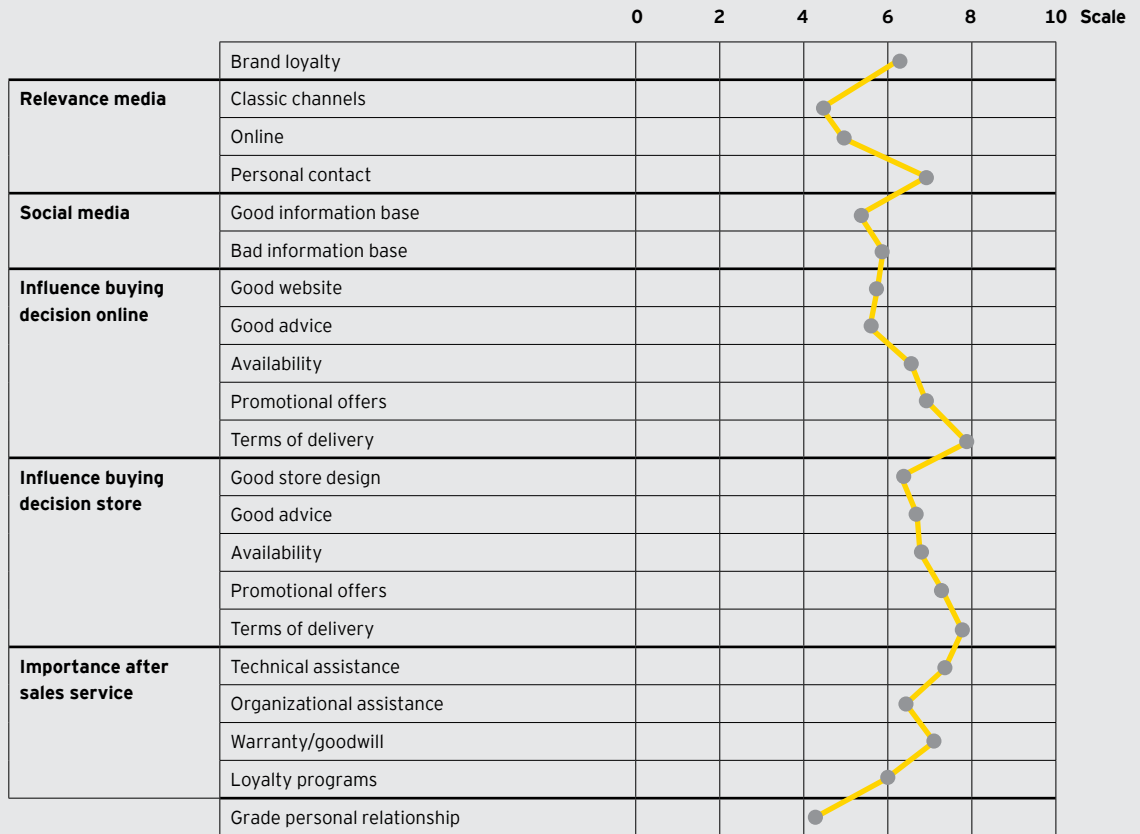 0 2 4 6 8 10 Scale
Brand loyalty
Relevance media
Classic channels
Online
Personal contact
Social media
Good information base
Bad information base
Influence buying
decision online
Good website
Good advice
Availability
Promotional offers
Terms of delivery
Influence buying
decision store
Good store design
Good advice
Availability
Promotional offers
Terms of delivery
Importance after
sales service
Technical assistance
Organizational assistance
Warranty/goodwill
Loyalty programs
Grade personal relationship